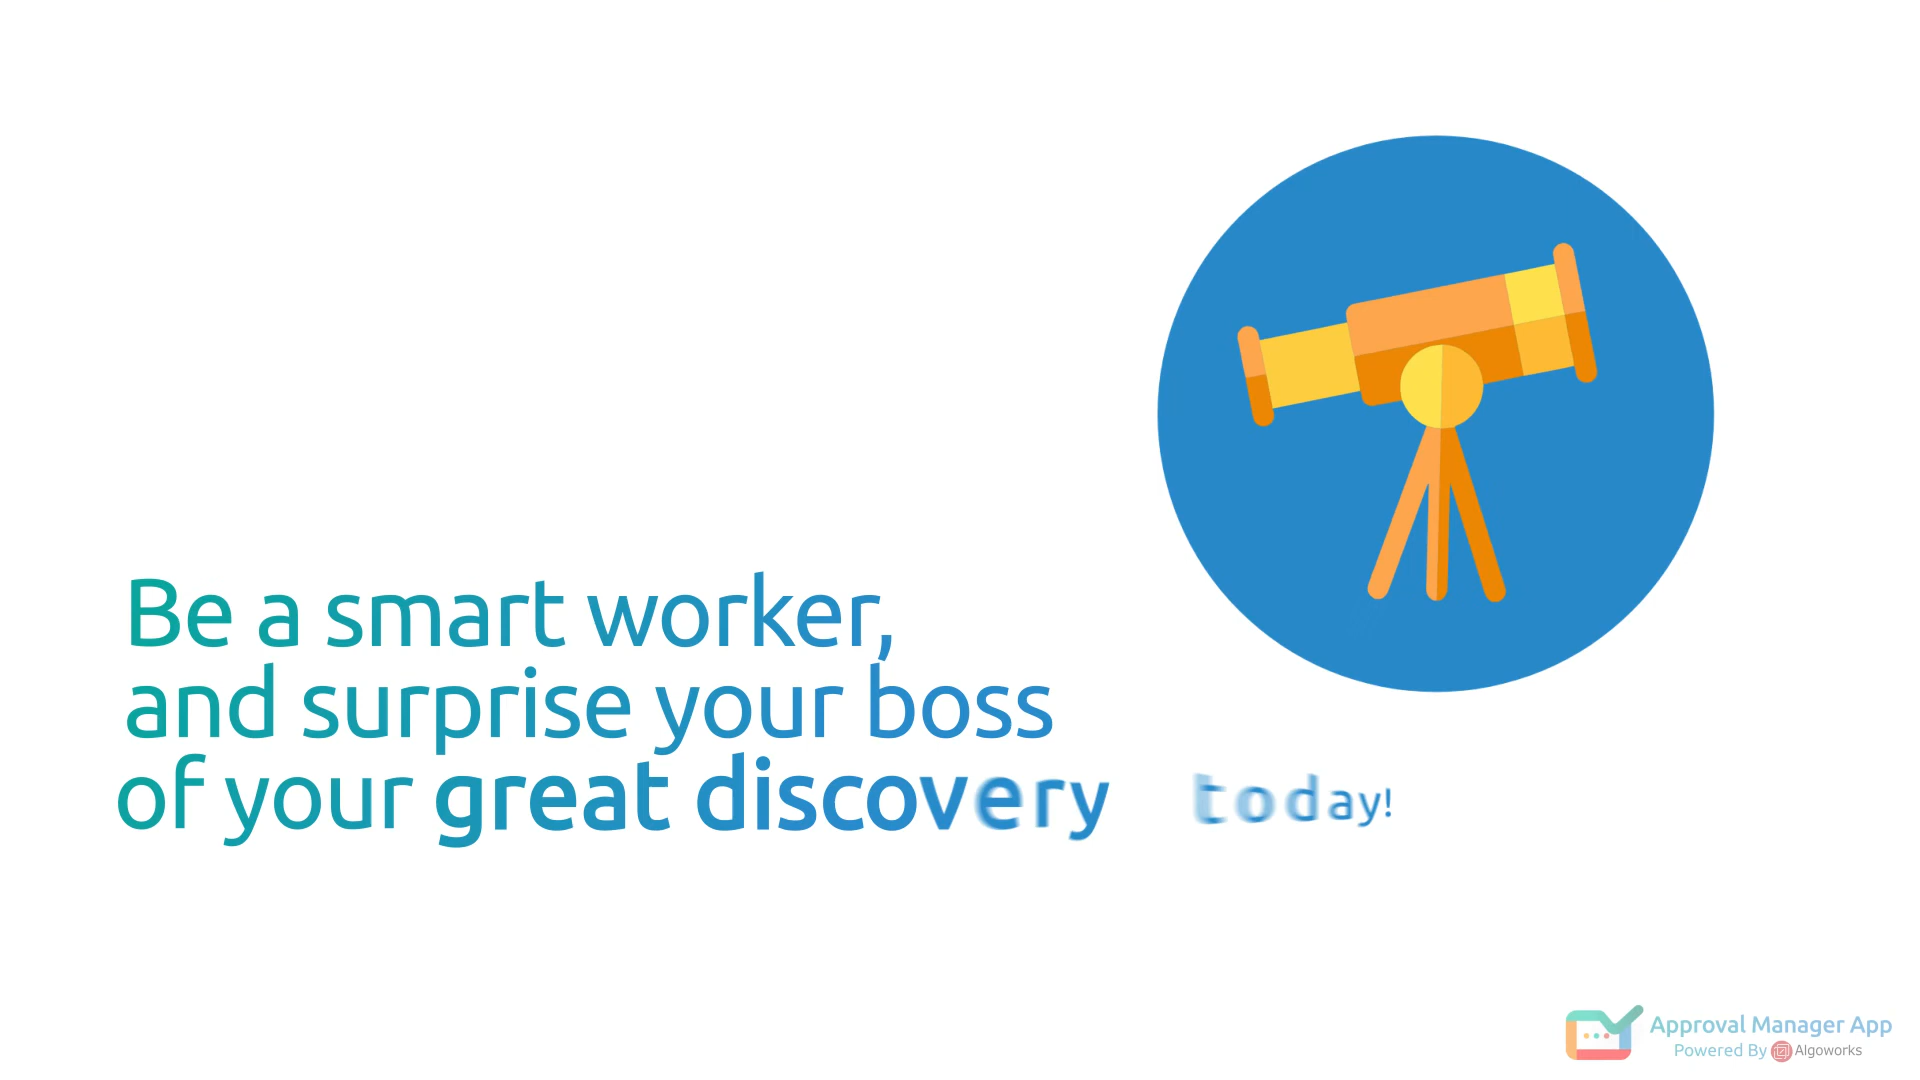 Be a smart worker,
and surprise your boss
of your great discovery today!
Approval Manager App
Powered By Algoworks